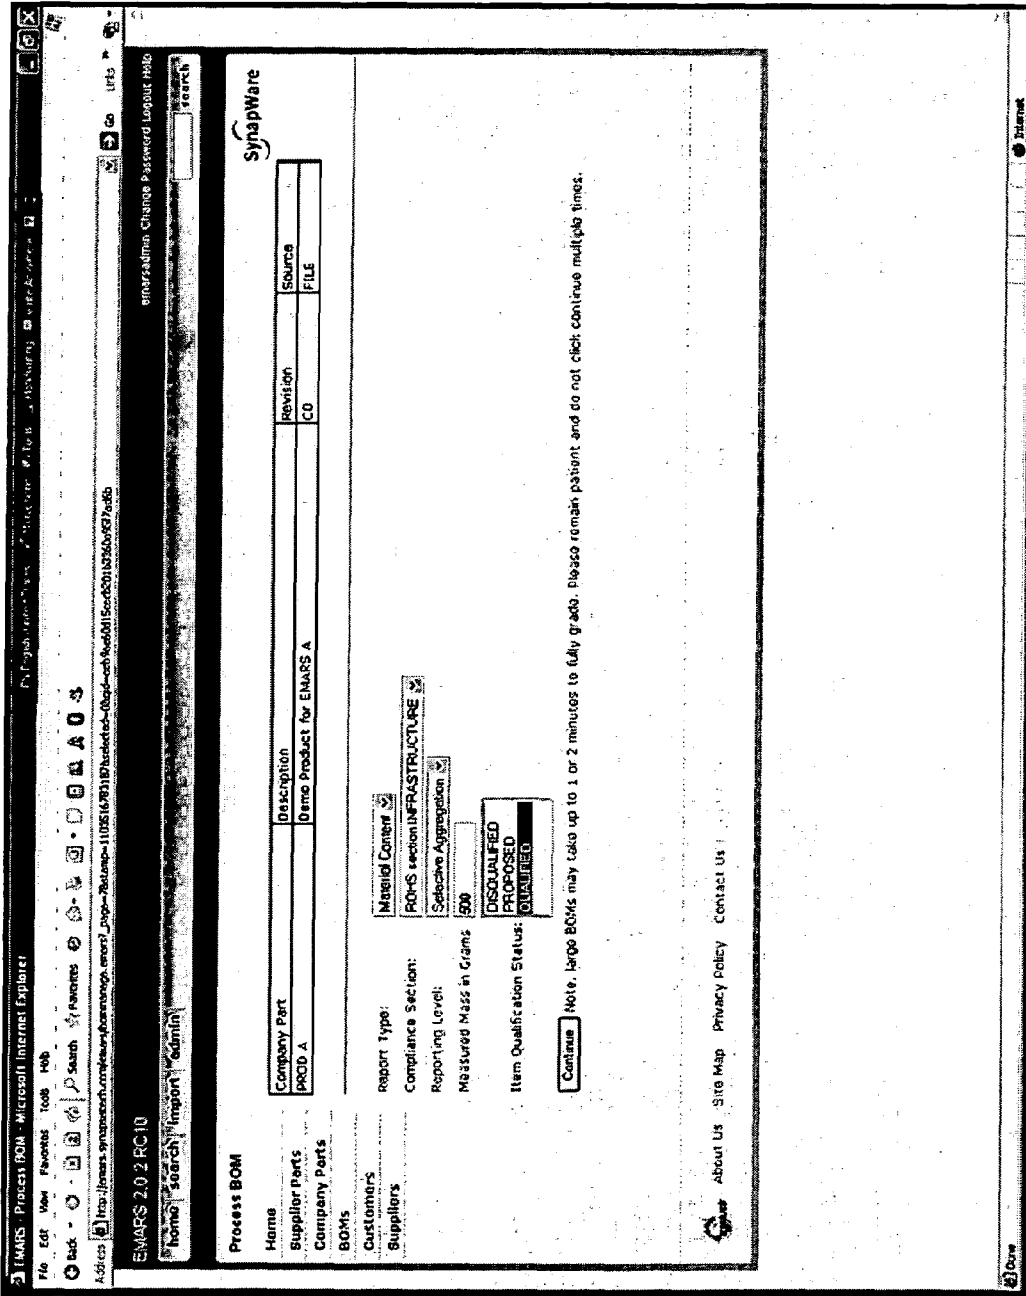 EMARS - Process BOM - Microsoft Internet Explorer
File Edit View Favorites Tools Help
Back Search Favorites
Address Go Links
EMARS 2.0.2 RC10 emarsadmin Change Password Logout Help
home search import admin search
Process BOM
SynapWare
Home
Supplier Parts
Company Parts
BOMs
Customers
Suppliers
Company Part Description Revision Source
PROD A Demo Product for EMARS A C0 FILE
Report Type: Material Content
Compliance Section: ROHS section INFRASTRUCTURE
Reporting Level: Selective Aggregation
Measured Mass in Grams 500
Item Qualification Status: DISQUALIFIED
PROPOSED
QUALIFIED
Continue Note, large BOMs may take up to 1 or 2 minutes to fully grade. Please remain patient and do not click continue multiple times.
About Us Site Map Privacy Policy Contact Us
Done Internet